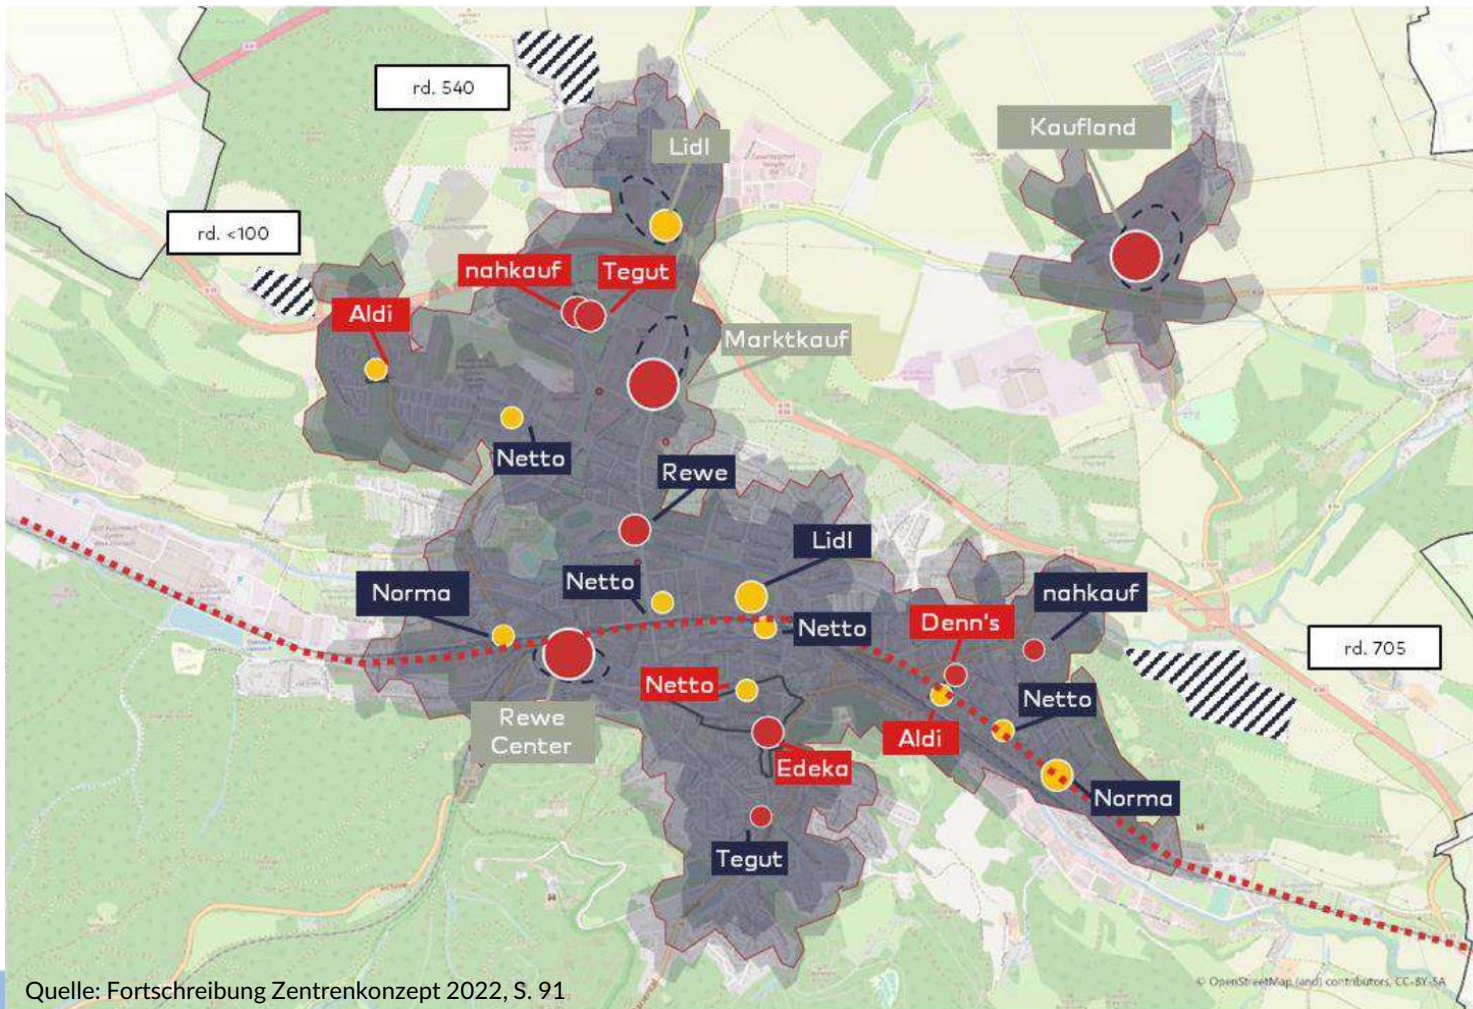 rd. 540
Kaufland
Lidl
rd. <100
nahkauf
Tegut
Aldi
Marktkauf
Netto
Rewe
Lidl
Netto
Norma
nahkauf
Denn's
Netto
rd. 705
Netto
Netto
Rewe
Center
Aldi
Edeka
Norma
Tegut
Quelle: Fortschreibung Zentrenkonzept 2022, S. 91
© OpenStreetMap (and) contributors, CC-BY-SA